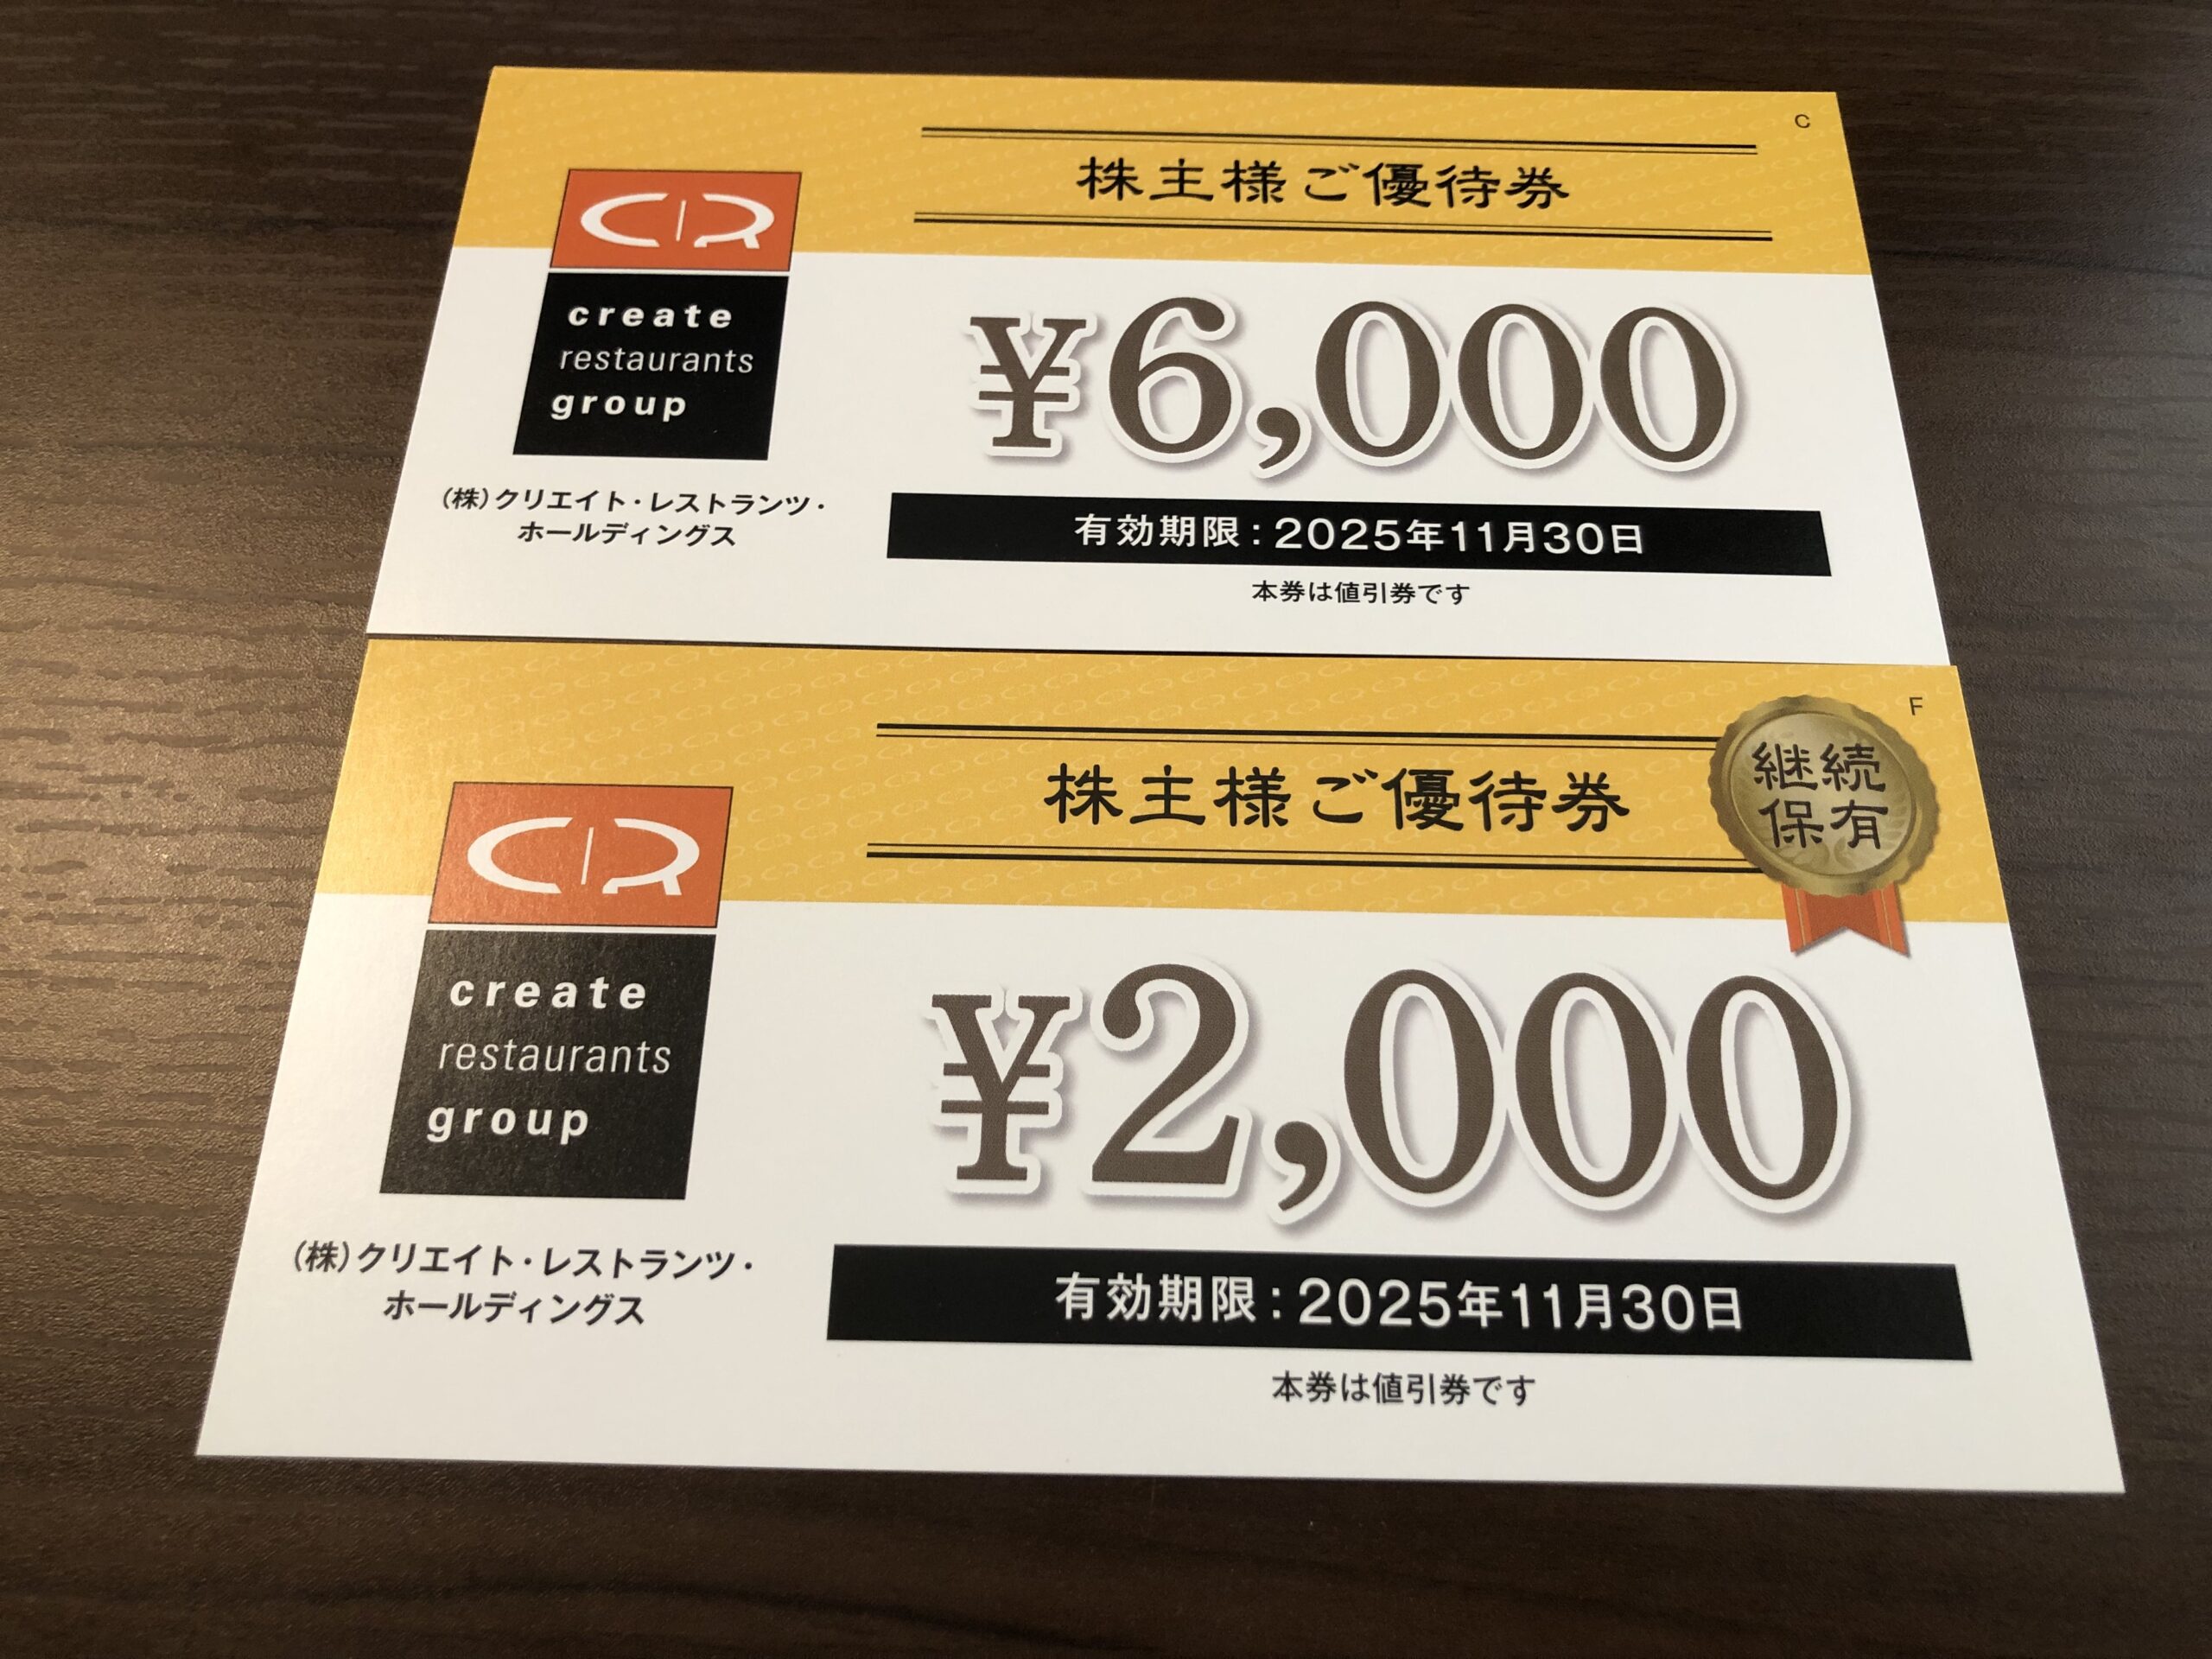 C
株主様ご優待券
CR
create
restaurants
group
¥6,000
(株)クリエイト・レストランツ・
ホールディングス
有効期限:2025年11月30日
本券は値引券です
F
継続
保有
株主様ご優待券
CR
create
restaurants
group
¥2,000
(株)クリエイト・レストランツ・
ホールディングス
有効期限:2025年11月30日
本券は値引券です